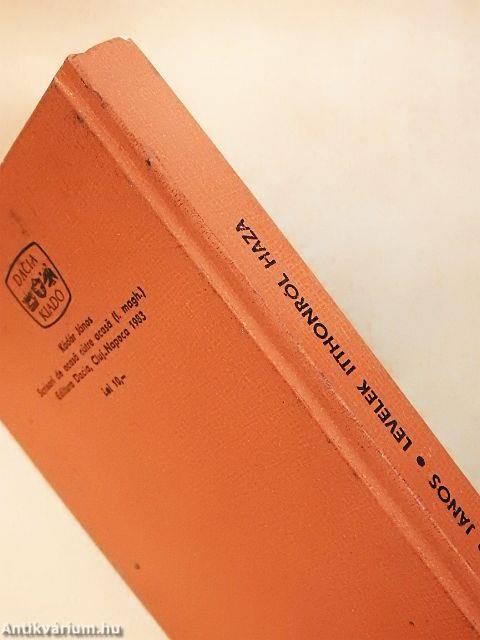 DACIA
KIADÓ
Kádár János
Scrisori de acasă către acasă (l. magh.)
Editura Dacia, Cluj-Napoca 1983
Lei 10,—
JÁNOS • LEVELEK ITTHONRÓL HAZA
Antikvárium.hu